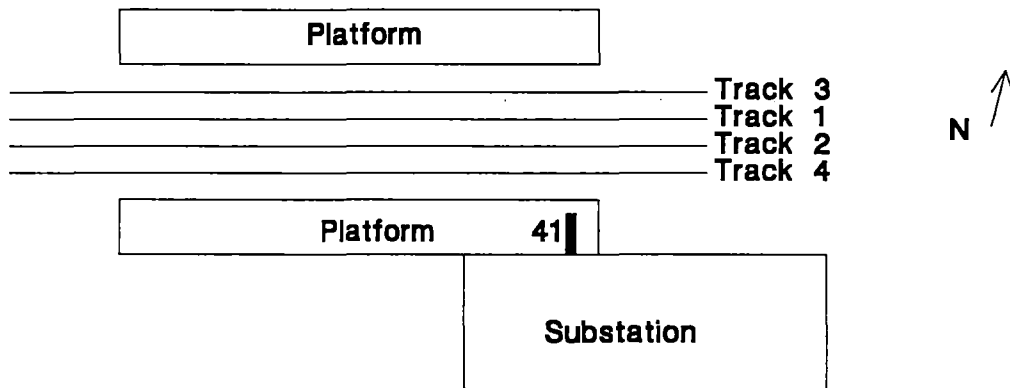 Platform
Track 3
Track 1
Track 2
Track 4
N
Platform 41
Substation